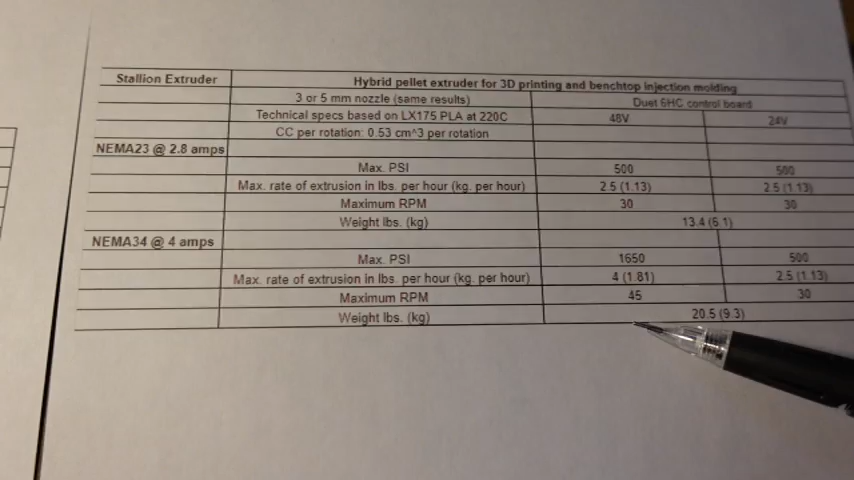 Stallion Extruder Hybrid pellet extruder for 3D printing and benchtop injection molding
3 or 5 mm nozzle (same results) Duet 6HC control board
Technical specs based on LX175 PLA at 220C 48V 24V
CC per rotation: 0.53 cm^3 per rotation
NEMA23 @ 2.8 amps
Max. PSI 500 500
Max. rate of extrusion in lbs. per hour (kg. per hour) 2.5 (1.13) 2.5 (1.13)
Maximum RPM 30 30
Weight lbs. (kg) 13.4 (6.1)
NEMA34 @ 4 amps
Max. PSI 1650 500
Max. rate of extrusion in lbs. per hour (kg. per hour) 4 (1.81) 2.5 (1.13)
Maximum RPM 45 30
Weight lbs. (kg) 20.5 (9.3)